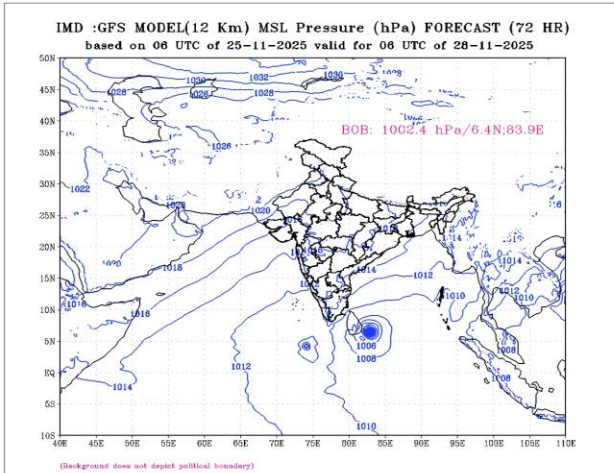 IMD :GFS MODEL(12 Km) MSL Pressure (hPa) FORECAST (72 HR)
based on 06 UTC of 25-11-2025 valid for 06 UTC of 28-11-2025
50N
45N
40N
35N
30N
25N
20N
15N
10N
5N
EQ
5S
10S
BOB: 1002.4 hPa/6.4N;83.9E
1032
1030
1030
1028
1028
1028
1026
1026
1022
1020
1020
1020
1018
1016
1014
1014
1014
1014
1012
1012
1012
1012
1010
1010
1010
1008
1008
1008
1006
40E 45E 50E 55E 60E 65E 70E 75E 80E 85E 90E 95E 100E 105E 110E
(Background does not depict political boundary)